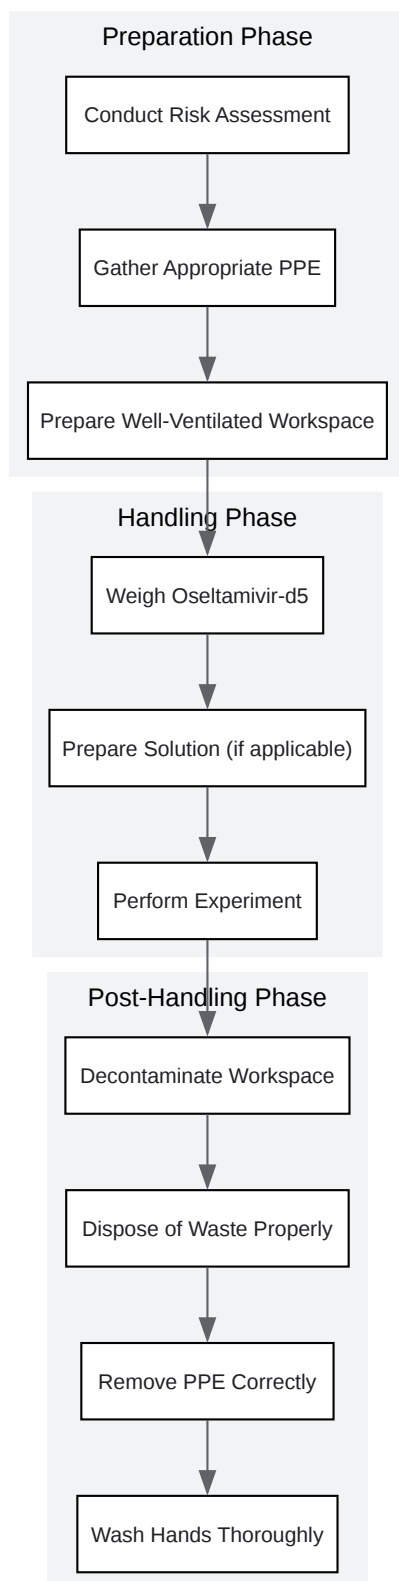 Preparation Phase
Conduct Risk Assessment
Gather Appropriate PPE
Prepare Well-Ventilated Workspace
Handling Phase
Weigh Oseltamivir-d5
Prepare Solution (if applicable)
Perform Experiment
Post-Handling Phase
Decontaminate Workspace
Dispose of Waste Properly
Remove PPE Correctly
Wash Hands Thoroughly